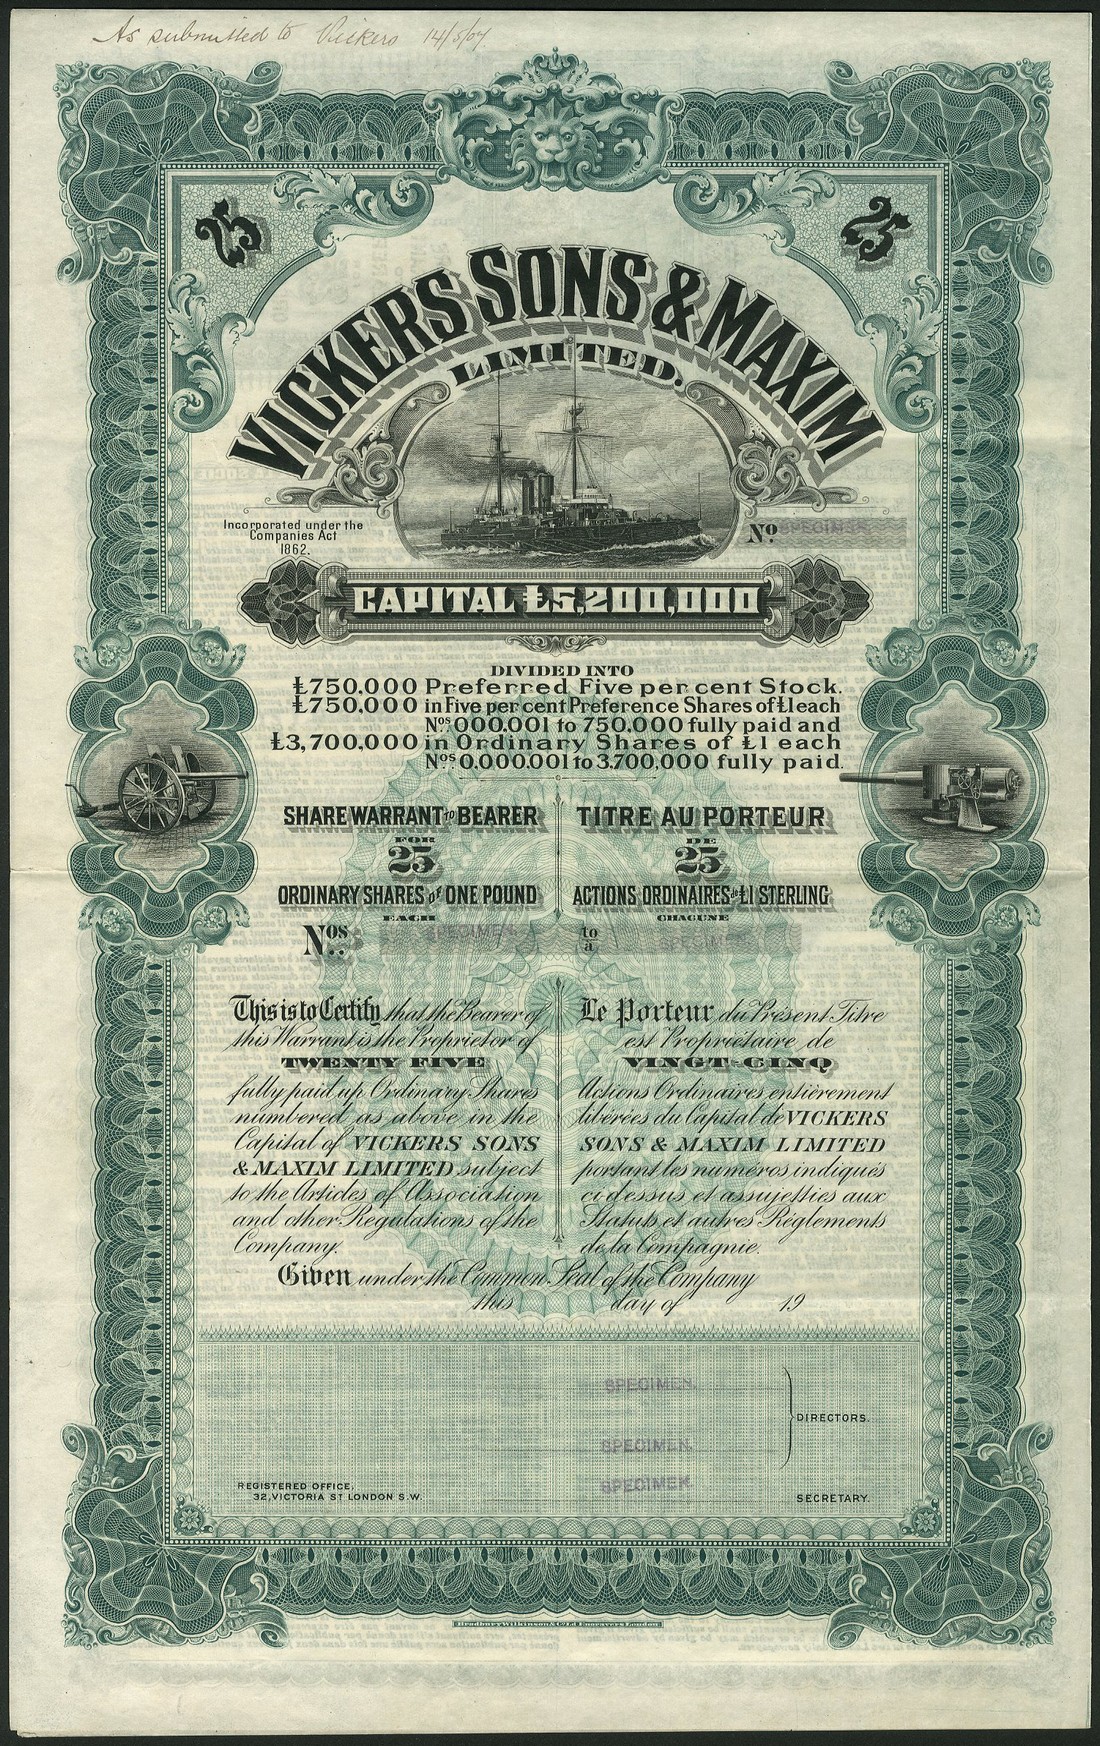 As submitted to Vickers 14/5/07
25
25
VICKERS SONS & MAXIM
LIMITED.
Incorporated under the
Companies Act
1862.
No. SPECIMEN.
CAPITAL £5,200,000
DIVIDED INTO
£750.000 Preferred Five per cent Stock.
£750.000 in Five per cent Preference Shares of £1 each
Nos. 000.001 to 750.000 fully paid and
£3,700,000 in Ordinary Shares of £1 each
Nos. 0.000.001 to 3.700,000 fully paid.
SHARE WARRANT to BEARER
FOR
25
ORDINARY SHARES of ONE POUND
EACH
TITRE AU PORTEUR
DE
25
ACTIONS ORDINAIRES de £1 STERLING
CHACUNE
Nos. SPECIMEN to SPECIMEN
a
This is to Certify that the Bearer of
this Warrant is the Proprietor of
TWENTY FIVE
fully paid up Ordinary Shares
numbered as above in the
Capital of VICKERS SONS
& MAXIM LIMITED subject
to the Articles of Association
and other Regulations of the
Company.
Le Porteur du Présent Titre
est Propriétaire de
VINGT-CINQ
Actions Ordinaires entièrement
libérées du Capital de VICKERS
SONS & MAXIM LIMITED
portant les numéros indiqués
ci-dessus et assujetties aux
Statuts et autres Réglements
de la Compagnie.
Given under the Common Seal of the Company
this day of 19
SPECIMEN.
DIRECTORS.
SPECIMEN.
SPECIMEN
REGISTERED OFFICE,
32, VICTORIA ST LONDON S.W.
SECRETARY
Bradbury Wilkinson & Co. Ld. Engravers London.